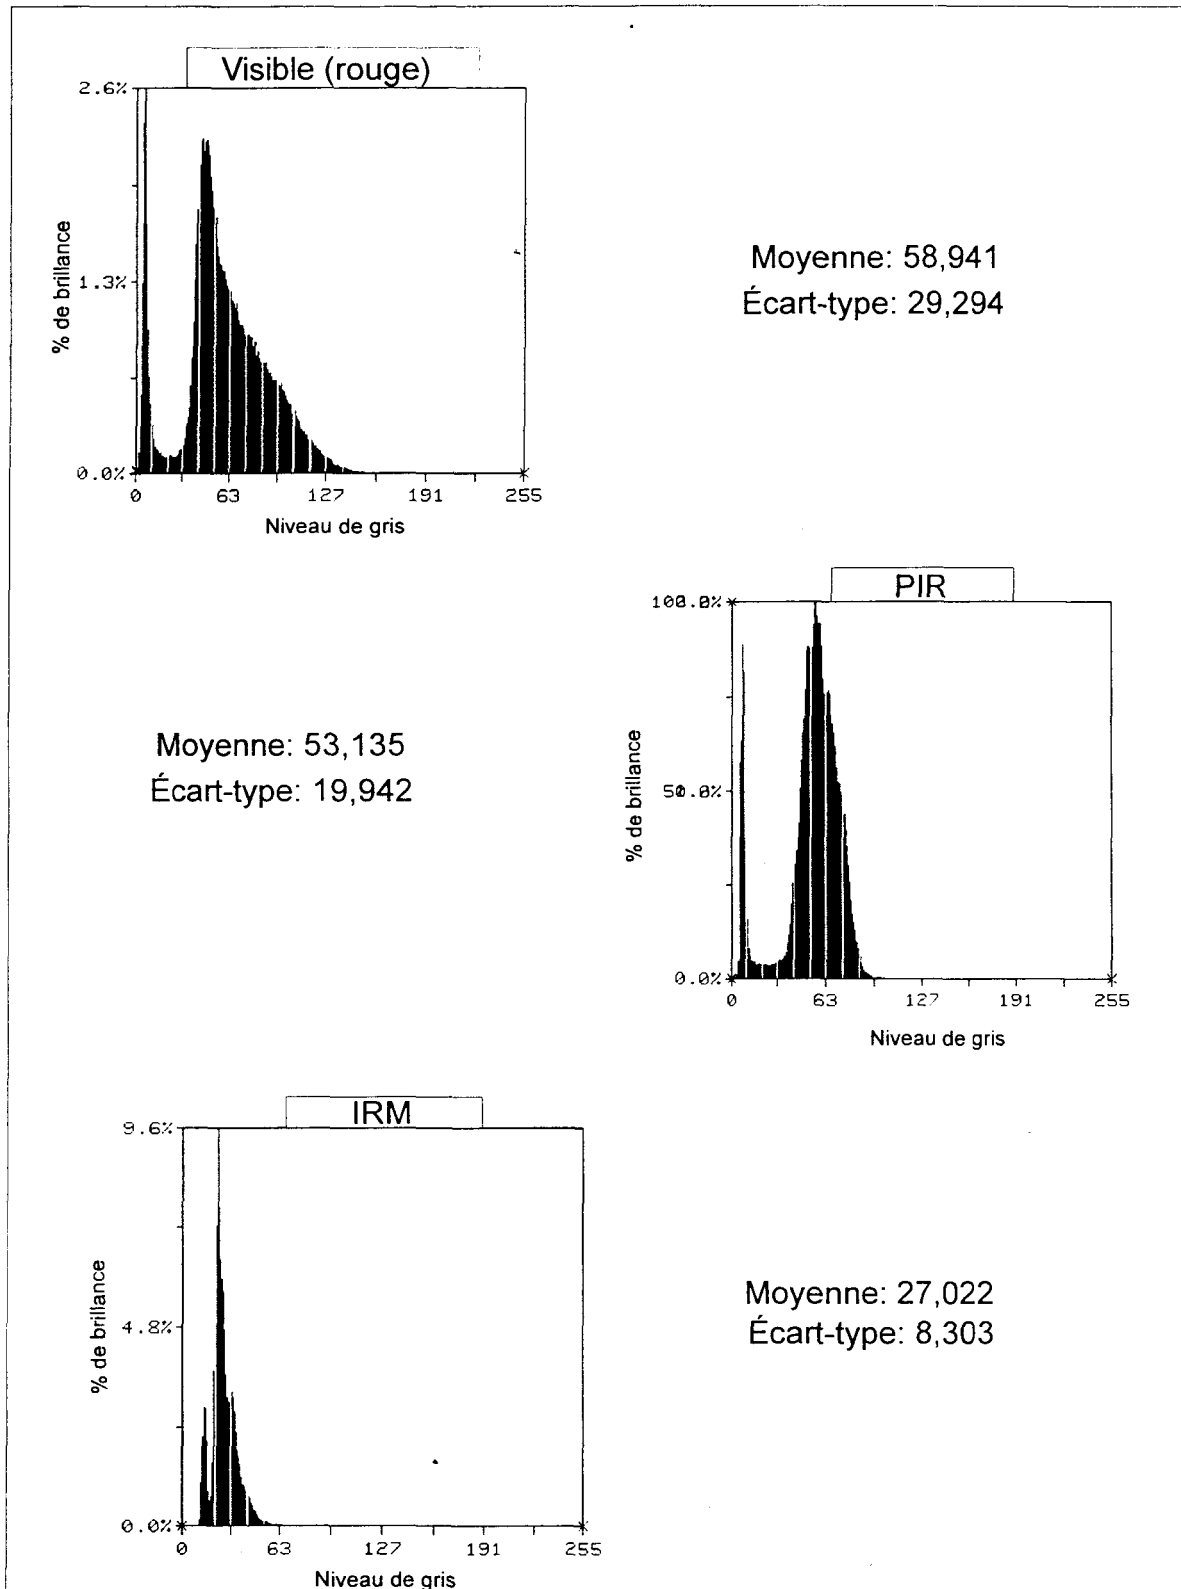 Visible (rouge)
2.6%
1.3%
0.0%
% de brillance
0 63 127 191 255
Niveau de gris
Moyenne: 58,941
Écart-type: 29,294
PIR
100.0%
50.0%
0.0%
% de brillance
0 63 127 191 255
Niveau de gris
Moyenne: 53,135
Écart-type: 19,942
IRM
9.6%
4.8%
0.0%
% de brillance
0 63 127 191 255
Niveau de gris
Moyenne: 27,022
Écart-type: 8,303